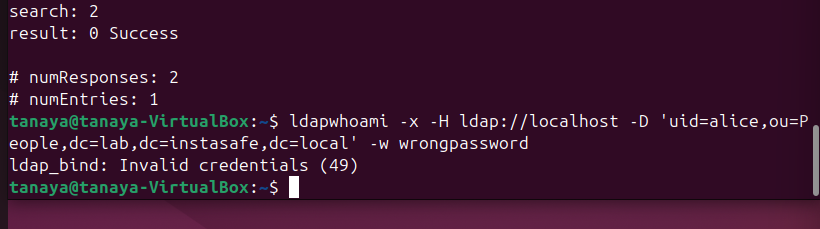 search: 2
result: 0 Success

# numResponses: 2
# numEntries: 1
tanaya@tanaya-VirtualBox:~$ ldapwhoami -x -H ldap://localhost -D 'uid=alice,ou=P
eople,dc=lab,dc=instasafe,dc=local' -w wrongpassword
ldap_bind: Invalid credentials (49)
tanaya@tanaya-VirtualBox:~$